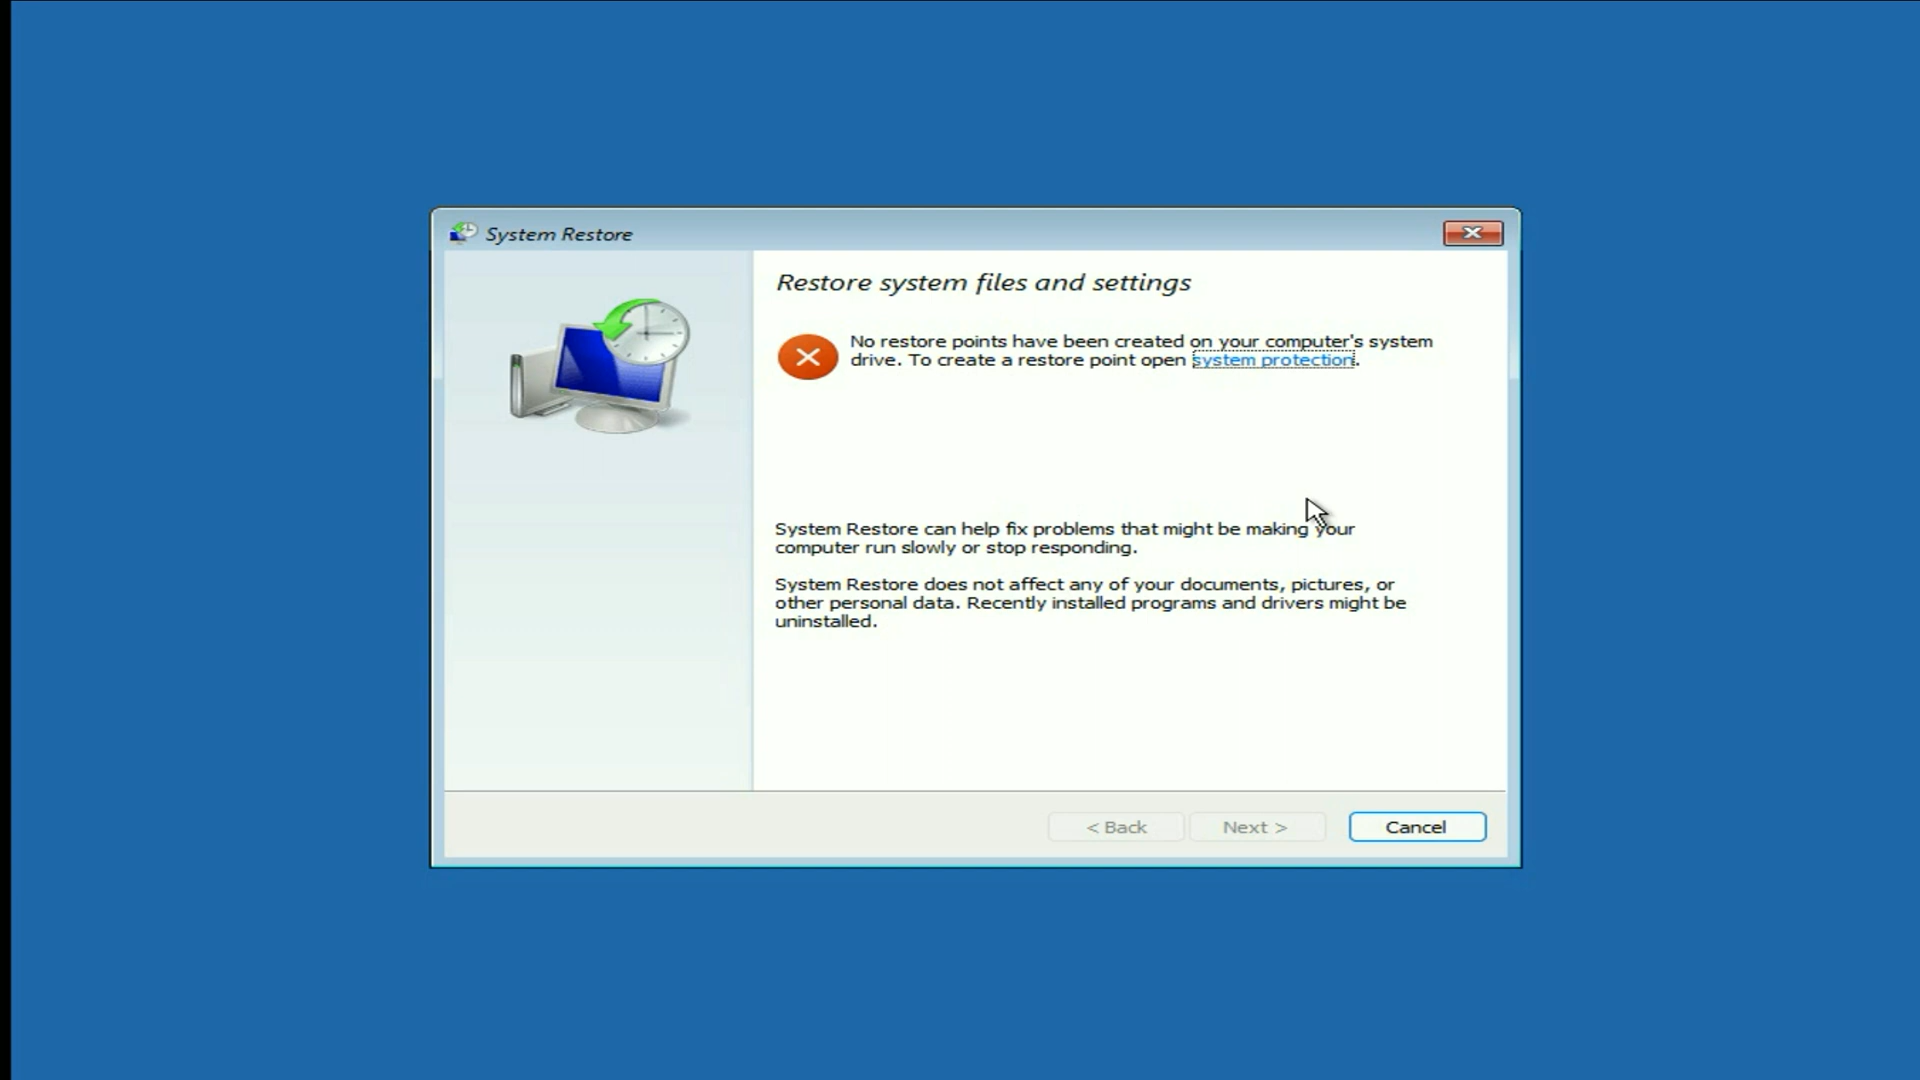 System Restore
Restore system files and settings
No restore points have been created on your computer's system
drive. To create a restore point open system protection.
System Restore can help fix problems that might be making your
computer run slowly or stop responding.
System Restore does not affect any of your documents, pictures, or
other personal data. Recently installed programs and drivers might be
uninstalled.
< Back
Next >
Cancel